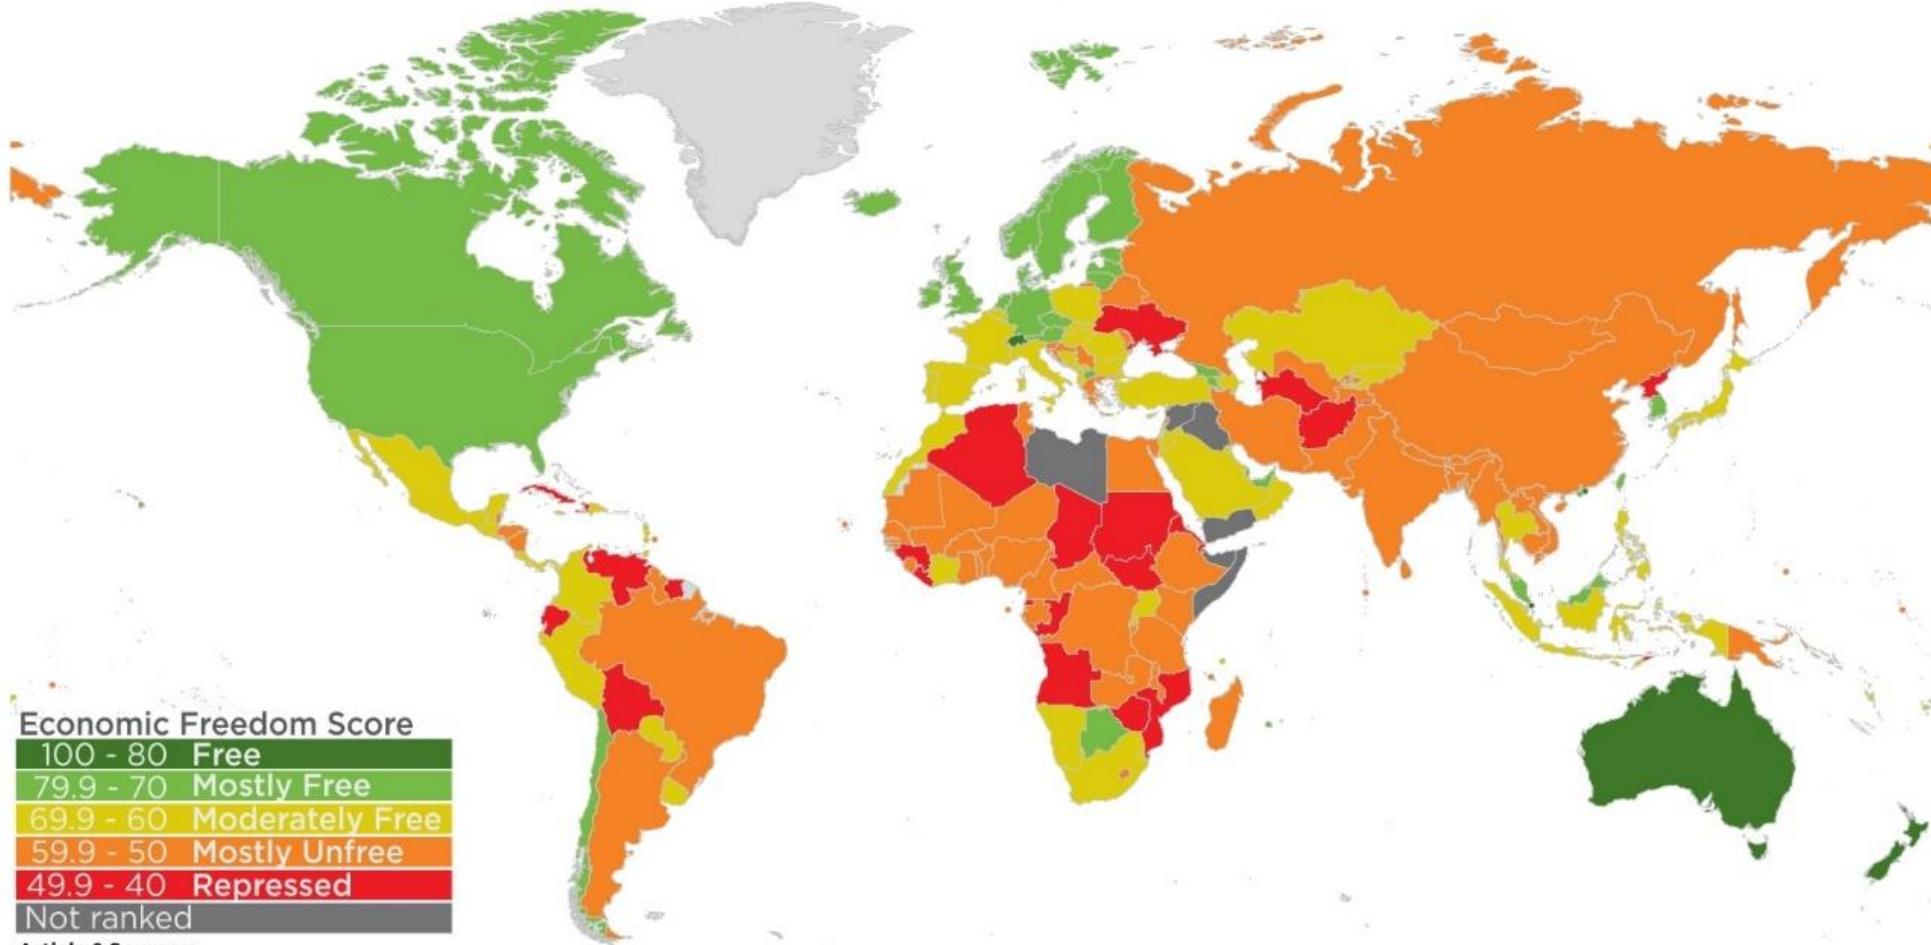 Economic Freedom Score
100 - 80 Free
79.9 - 70 Mostly Free
69.9 - 60 Moderately Free
59.9 - 50 Mostly Unfree
49.9 - 40 Repressed
Not ranked